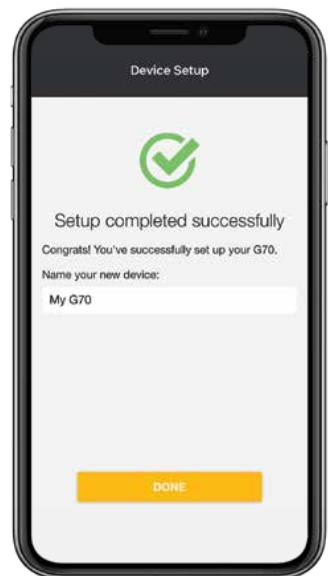 Device Setup
Setup completed successfully
Congrats! You've successfully set up your G70.
Name your new device:
My G70
DONE